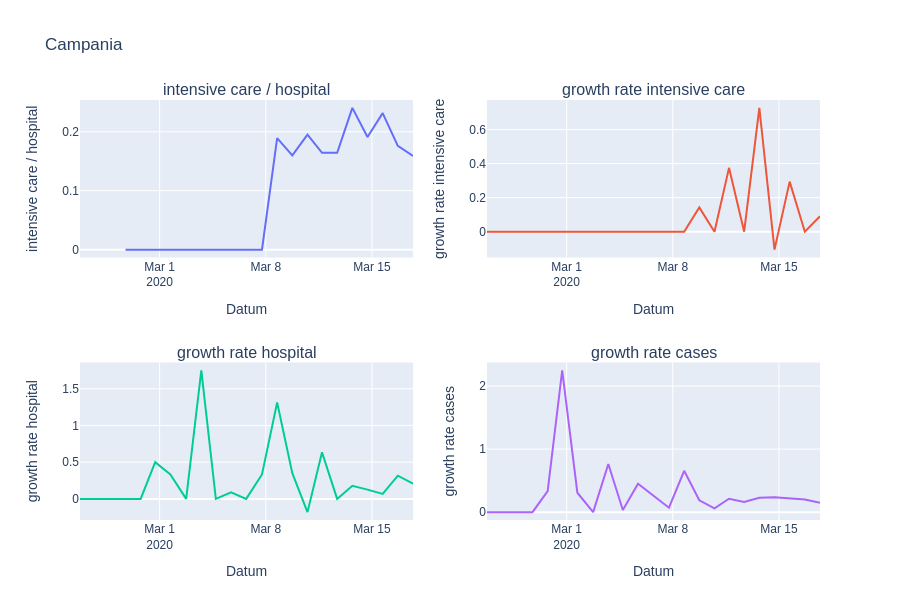 Campania
intensive care / hospital
intensive care / hospital
0.2
0.1
0
Mar 1
2020
Mar 8
Mar 15
Datum
growth rate intensive care
growth rate intensive care
0.6
0.4
0.2
0
Mar 1
2020
Mar 8
Mar 15
Datum
growth rate hospital
growth rate hospital
1.5
1
0.5
0
Mar 1
2020
Mar 8
Mar 15
Datum
growth rate cases
growth rate cases
2
1
0
Mar 1
2020
Mar 8
Mar 15
Datum